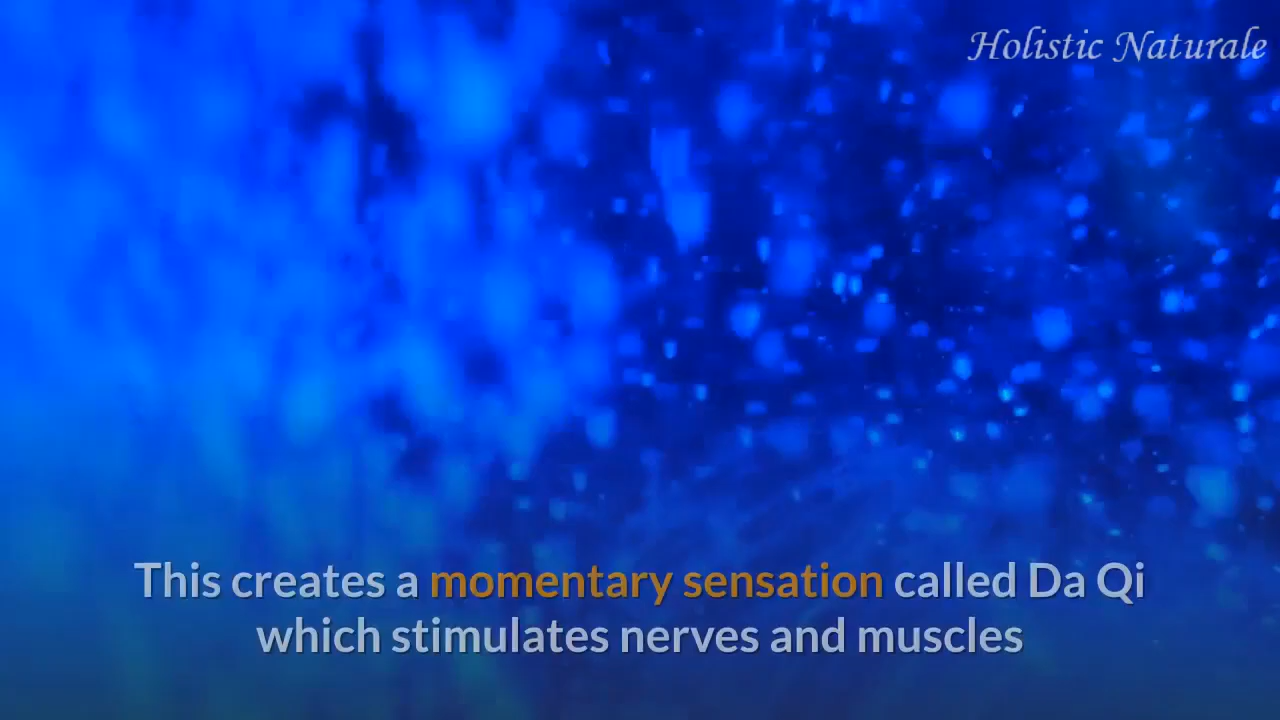 Holistic Naturale
This creates a momentary sensation called Da Qi
which stimulates nerves and muscles